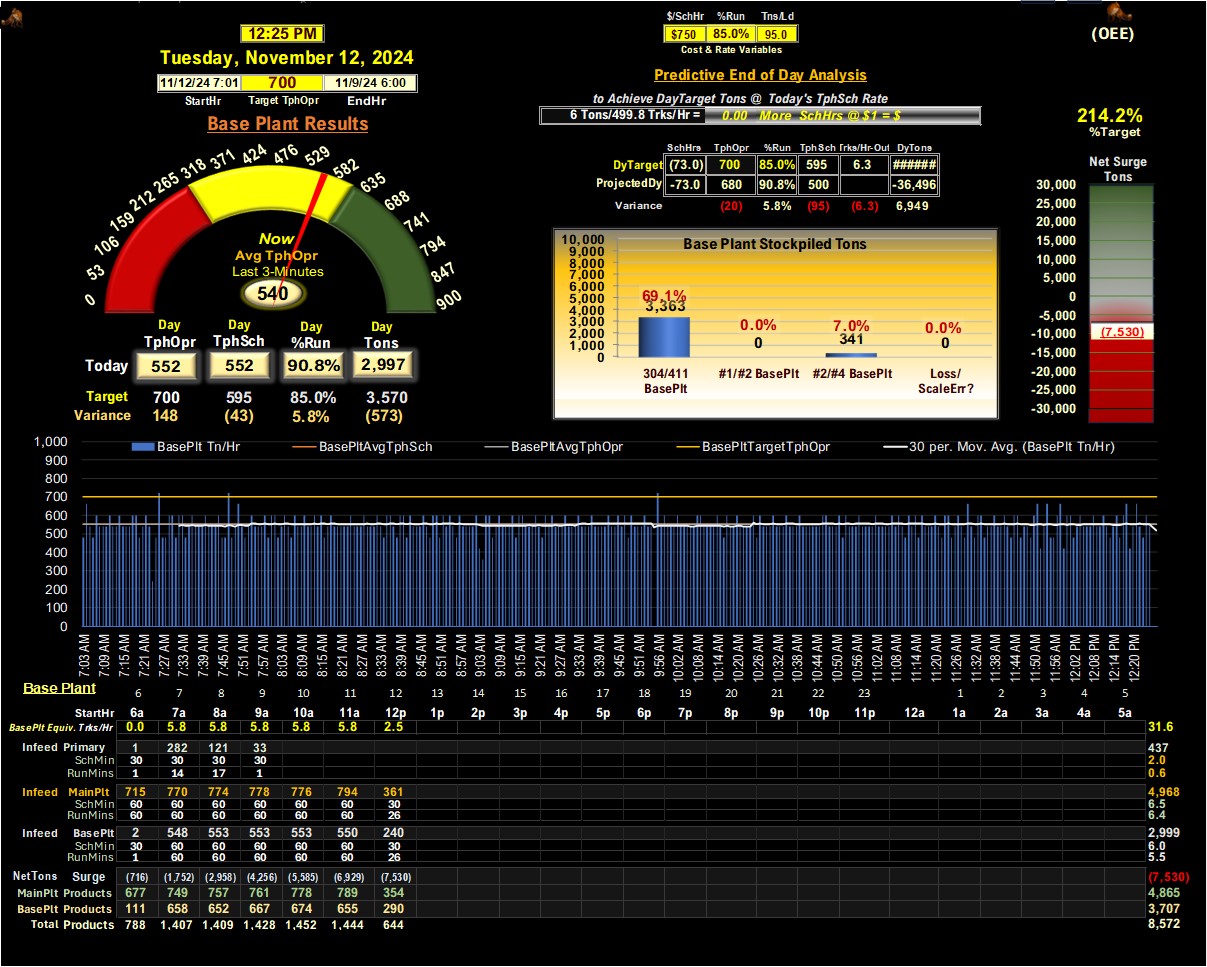 12:25 PM
Tuesday, November 12, 2024
11/12/24 7:01 700 11/9/24 6:00
StartHr Target TphOpr EndHr
Base Plant Results
0 53 106 159 212 265 318 371 424 476 529 582 635 688 741 794 847 900
Now
Avg TphOpr
Last 3-Minutes
540
Day Day Day Day
TphOpr TphSch %Run Tons
Today 552 552 90.8% 2,997
Target 700 595 85.0% 3,570
Variance 148 (43) 5.8% (573)
$/SchHr %Run Tns/Ld
$750 85.0% 95.0
Cost & Rate Variables
Predictive End of Day Analysis
to Achieve DayTarget Tons @ Today's TphSch Rate
6 Tons/499.8 Trks/Hr = 0.00 More SchHrs @ $1 = $
SchHrs TphOpr %Run TphSch Trks/Hr-Out DyTons
DyTarget (73.0) 700 85.0% 595 6.3 ######
ProjectedDy -73.0 680 90.8% 500 -36,496
Variance (20) 5.8% (95) (6.3) 6,949
Base Plant Stockpiled Tons
10,000
9,000
8,000
7,000
6,000
5,000
4,000
3,000
2,000
1,000
0
69.1% 0.0% 7.0% 0.0%
3,363 0 341 0
304/411 #1/#2 BasePlt #2/#4 BasePlt Loss/
BasePlt ScaleErr?
(OEE)
214.2%
%Target
Net Surge
Tons
30,000
25,000
20,000
15,000
10,000
5,000
0
-5,000
-10,000
(7,530)
-15,000
-20,000
-25,000
-30,000
BasePlt Tn/Hr BasePltAvgTphSch BasePltAvgTphOpr BasePltTargetTphOpr 30 per. Mov. Avg. (BasePlt Tn/Hr)
1,000
900
800
700
600
500
400
300
200
100
0
7:03 AM 7:09 AM 7:15 AM 7:21 AM 7:27 AM 7:33 AM 7:39 AM 7:45 AM 7:51 AM 7:57 AM 8:03 AM 8:09 AM 8:15 AM 8:21 AM 8:27 AM 8:33 AM 8:39 AM 8:45 AM 8:51 AM 8:57 AM 9:03 AM 9:09 AM 9:15 AM 9:21 AM 9:27 AM 9:33 AM 9:39 AM 9:45 AM 9:51 AM 9:56 AM 10:02 AM 10:08 AM 10:14 AM 10:20 AM 10:26 AM 10:32 AM 10:38 AM 10:44 AM 10:50 AM 10:56 AM 11:02 AM 11:08 AM 11:14 AM 11:20 AM 11:26 AM 11:32 AM 11:38 AM 11:44 AM 11:50 AM 11:56 AM 12:02 PM 12:08 PM 12:14 PM 12:20 PM
Base Plant 6 7 8 9 10 11 12 13 14 15 16 17 18 19 20 21 22 23 1 2 3 4 5
StartHr 6a 7a 8a 9a 10a 11a 12p 1p 2p 3p 4p 5p 6p 7p 8p 9p 10p 11p 12a 1a 2a 3a 4a 5a
BasePlt Equiv. Trks/Hr 0.0 5.8 5.8 5.8 5.8 5.8 2.5 31.6
Infeed Primary 1 282 121 33 437
SchMin 30 30 30 30 2.0
RunMins 1 14 17 1 0.6
Infeed MainPlt 715 770 774 778 776 794 361 4,968
SchMin 60 60 60 60 60 60 30 6.5
RunMins 60 60 60 60 60 60 26 6.4
Infeed BasePlt 2 548 553 553 553 550 240 2,999
SchMin 30 60 60 60 60 60 30 6.0
RunMins 1 60 60 60 60 60 26 5.5
NetTons Surge (716) (1,752) (2,958) (4,256) (5,585) (6,929) (7,530) (7,530)
MainPlt Products 677 749 757 761 778 789 354 4,865
BasePlt Products 111 658 652 667 674 655 290 3,707
Total Products 788 1,407 1,409 1,428 1,452 1,444 644 8,572